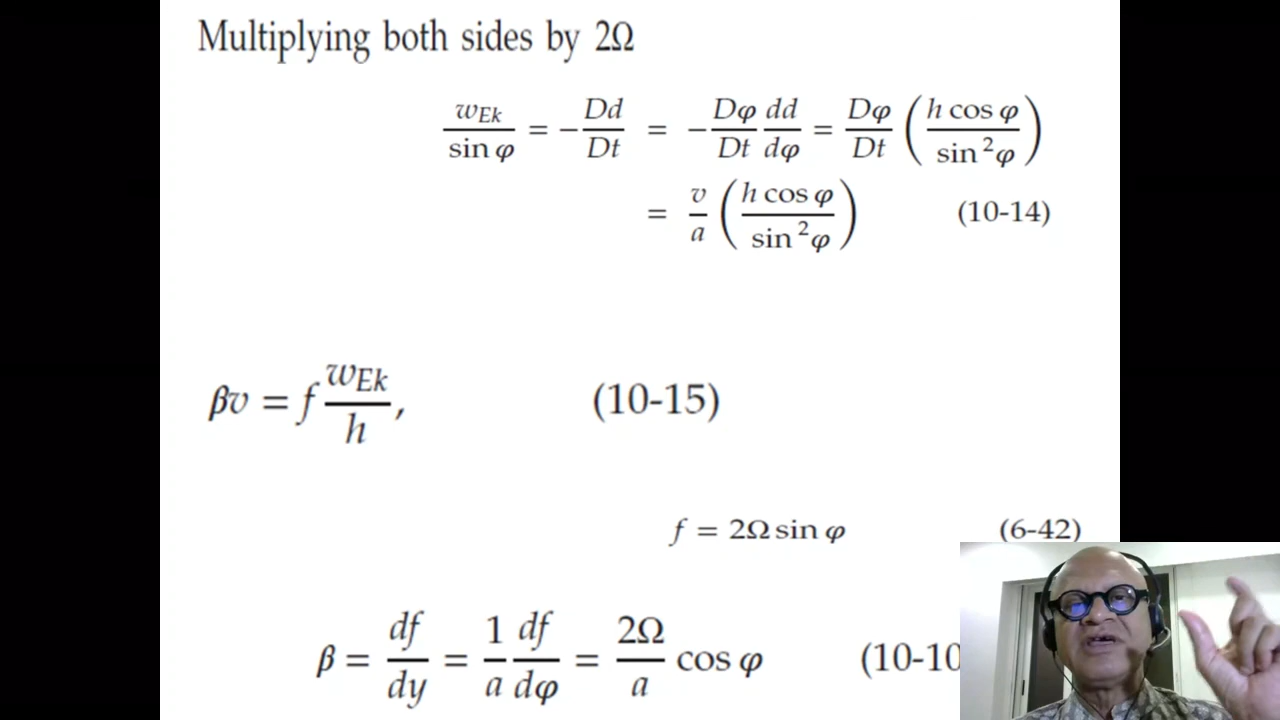 Multiplying both sides by 2Ω
w_Ek / sin φ = − Dd/Dt = − Dφ/Dt dd/dφ = Dφ/Dt (h cos φ / sin²φ)
= v/a (h cos φ / sin²φ) (10-14)
βv = f w_Ek/h, (10-15)
f = 2Ω sin φ (6-42)
β = df/dy = 1/a df/dφ = 2Ω/a cos φ (10-10